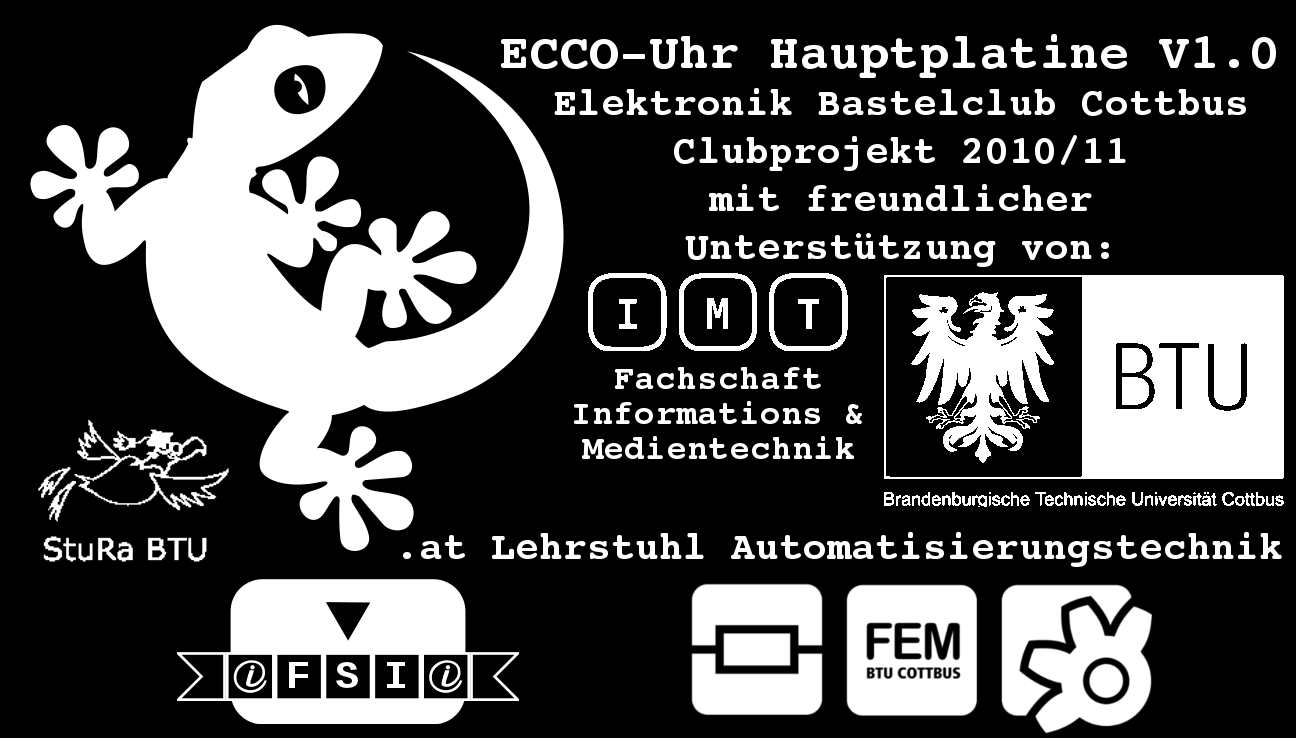 ECCO-Uhr Hauptplatine V1.0
Elektronik Bastelclub Cottbus
Clubprojekt 2010/11
mit freundlicher
Unterstützung von:
I M T
Fachschaft
Informations &
Medientechnik
BTU
Brandenburgische Technische Universität Cottbus
StuRa BTU
.at Lehrstuhl Automatisierungstechnik
i F S I i
FEM
BTU COTTBUS